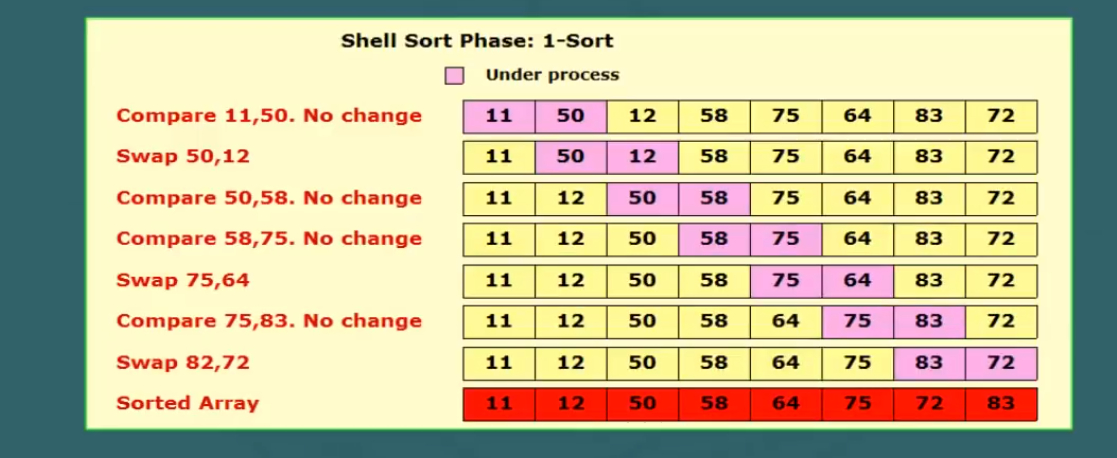 Shell Sort Phase: 1-Sort
Under process
Compare 11,50. No change 11 50 12 58 75 64 83 72
Swap 50,12 11 50 12 58 75 64 83 72
Compare 50,58. No change 11 12 50 58 75 64 83 72
Compare 58,75. No change 11 12 50 58 75 64 83 72
Swap 75,64 11 12 50 58 75 64 83 72
Compare 75,83. No change 11 12 50 58 64 75 83 72
Swap 82,72 11 12 50 58 64 75 83 72
Sorted Array 11 12 50 58 64 75 72 83